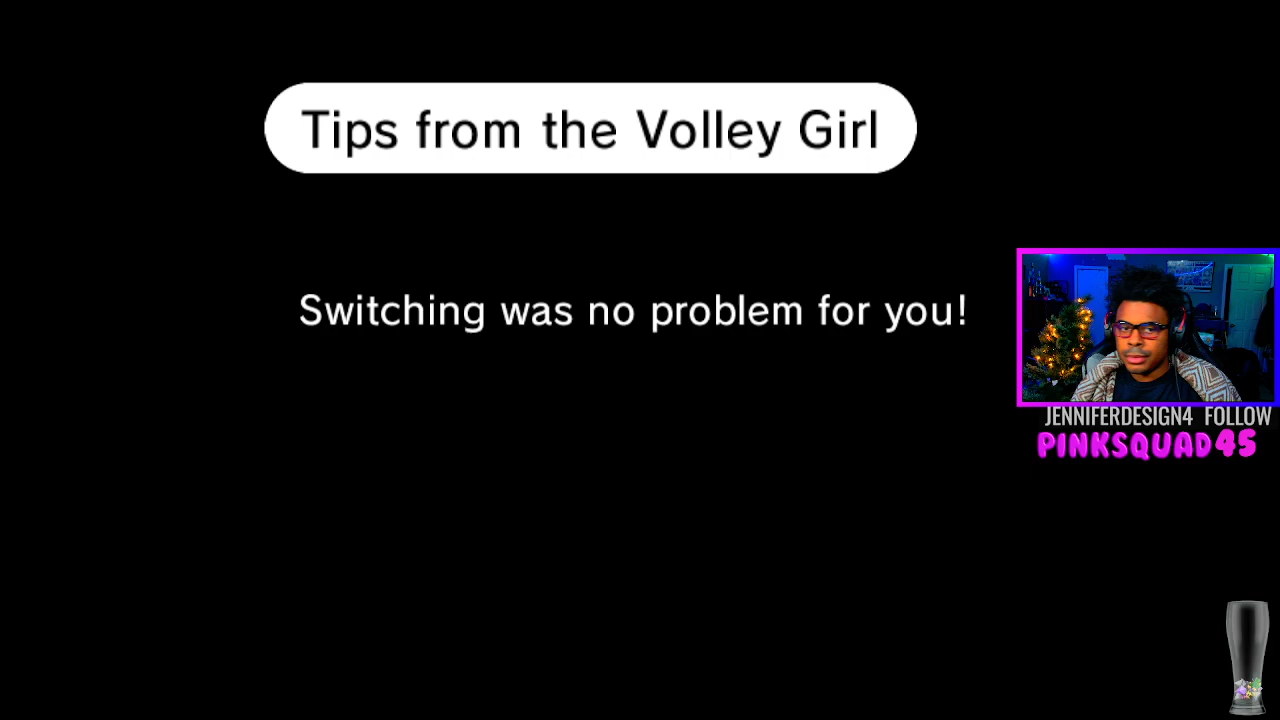 Tips from the Volley Girl
Switching was no problem for you!
JENNIFERDESIGN4 FOLLOW
PINKSQUAD45